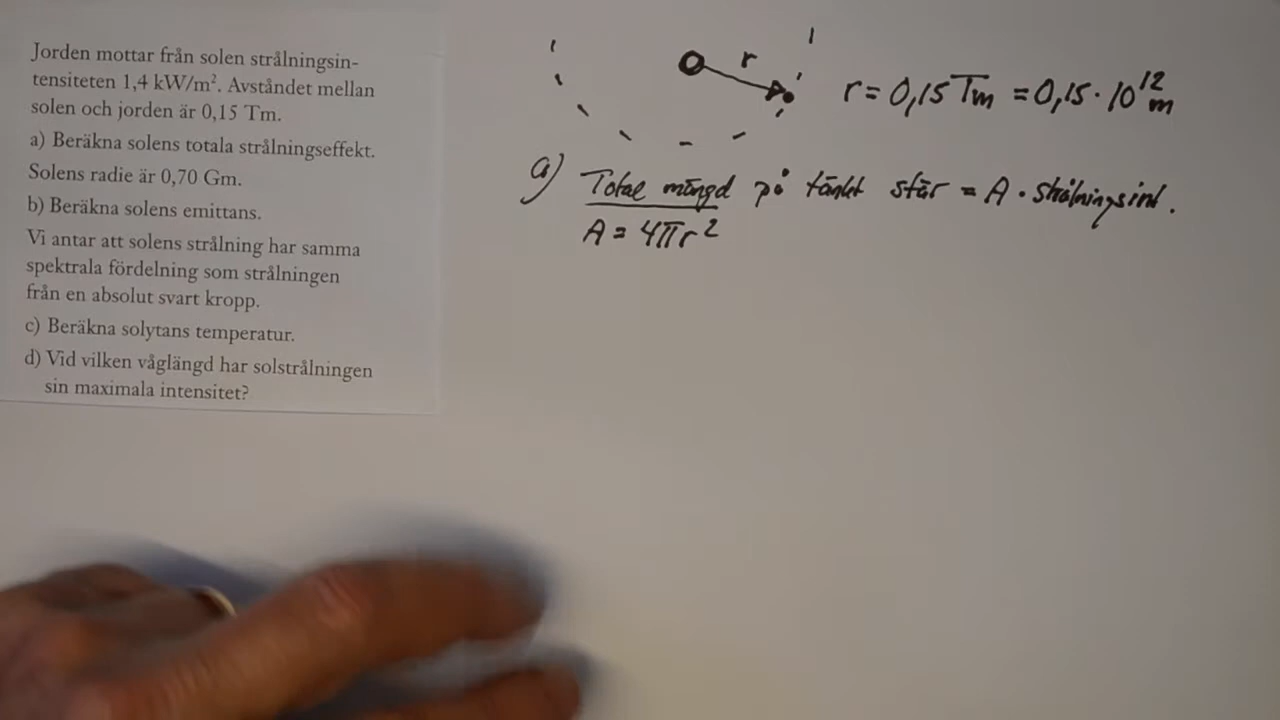 Jorden mottar från solen strålningsin-
tensiteten 1,4 kW/m². Avståndet mellan
solen och jorden är 0,15 Tm.
a) Beräkna solens totala strålningseffekt.
Solens radie är 0,70 Gm.
b) Beräkna solens emittans.
Vi antar att solens strålning har samma
spektrala fördelning som strålningen
från en absolut svart kropp.
c) Beräkna solytans temperatur.
d) Vid vilken våglängd har solstrålningen
sin maximala intensitet?
r
r = 0,15 Tm = 0,15 · 10¹² m
a) Total mängd på tänkt sfär = A · strålningsint.
A = 4πr²